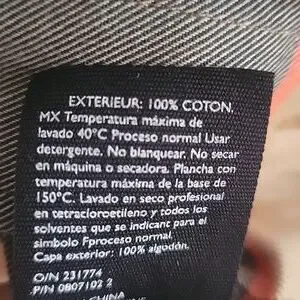 EXTERIEUR: 100% COTON.
MX Temperatura máxima de
lavado 40°C Proceso normal Usar
detergente. No blanquear. No secar
en máquina o secadora. Plancha con
temperatura máxima de la base de
150°C. Lavado en seco profesional
en tetracloroetileno y todos los
solventes que se indican para el
simbolo Fproceso normal.
Capa exterior: 100% algodón.
O/N 231774
P/N 0807102 2
CHINA